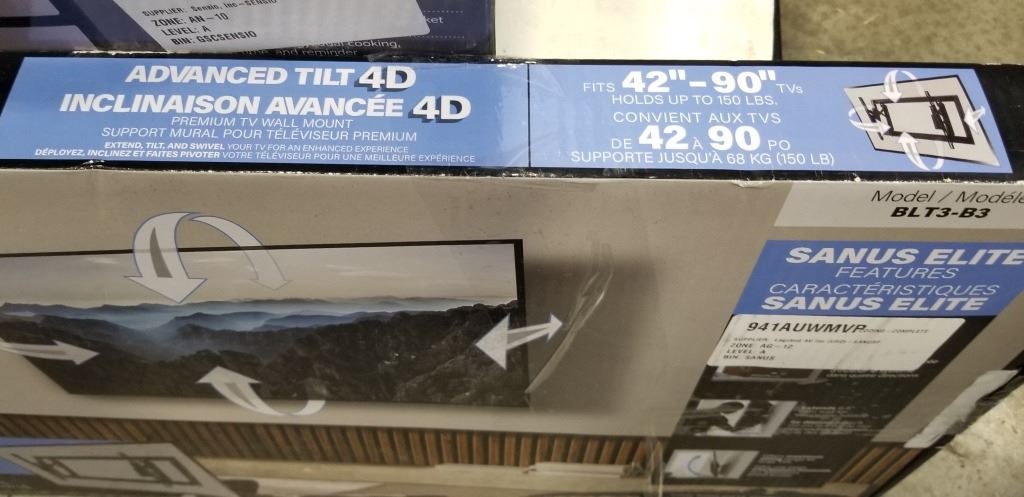 SUPPLIER: Sensio, Inc-SENSIO
ZONE: AN-10
LEVEL: A
BIN: GSCSENSIO
cooking.
and reminder
ADVANCED TILT 4D
INCLINAISON AVANCÉE 4D
PREMIUM TV WALL MOUNT
SUPPORT MURAL POUR TÉLÉVISEUR PREMIUM
EXTEND, TILT, AND SWIVEL YOUR TV FOR AN ENHANCED EXPERIENCE
DÉPLOYEZ, INCLINEZ ET FAITES PIVOTER VOTRE TÉLÉVISEUR POUR UNE MEILLEURE EXPÉRIENCE
FITS 42"-90" TVs
HOLDS UP TO 150 LBS.
CONVIENT AUX TVS
DE 42 À 90 PO
SUPPORTE JUSQU'À 68 KG (150 LB)
Model / Modèle
BLT3-B3
SANUS ELITE
FEATURES
CARACTÉRISTIQUES
SANUS ELITE
941AUWMVP
ZONE: AG-12
LEVEL: A
BIN: SANUS